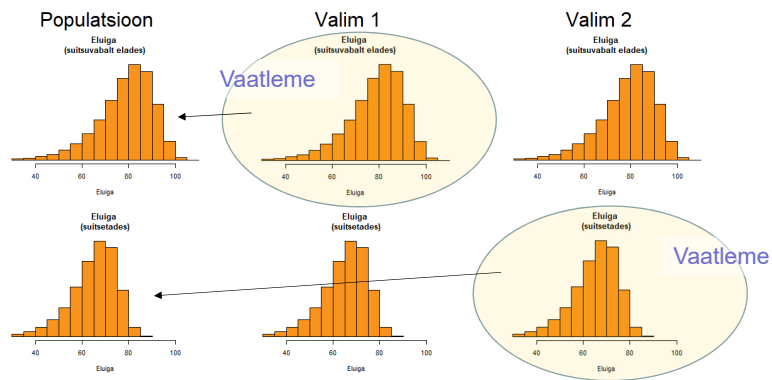 Populatsioon
Valim 1
Valim 2
Eluiga
(suitsuvabalt elades)
40 60 80 100
Eluiga
Eluiga
(suitsuvabalt elades)
Vaatleme
40 60 80 100
Eluiga
Eluiga
(suitsuvabalt elades)
40 60 80 100
Eluiga
Eluiga
(suitsetades)
40 60 80 100
Eluiga
Eluiga
(suitsetades)
40 60 80 100
Eluiga
Eluiga
(suitsetades)
Vaatleme
40 60 80 100
Eluiga